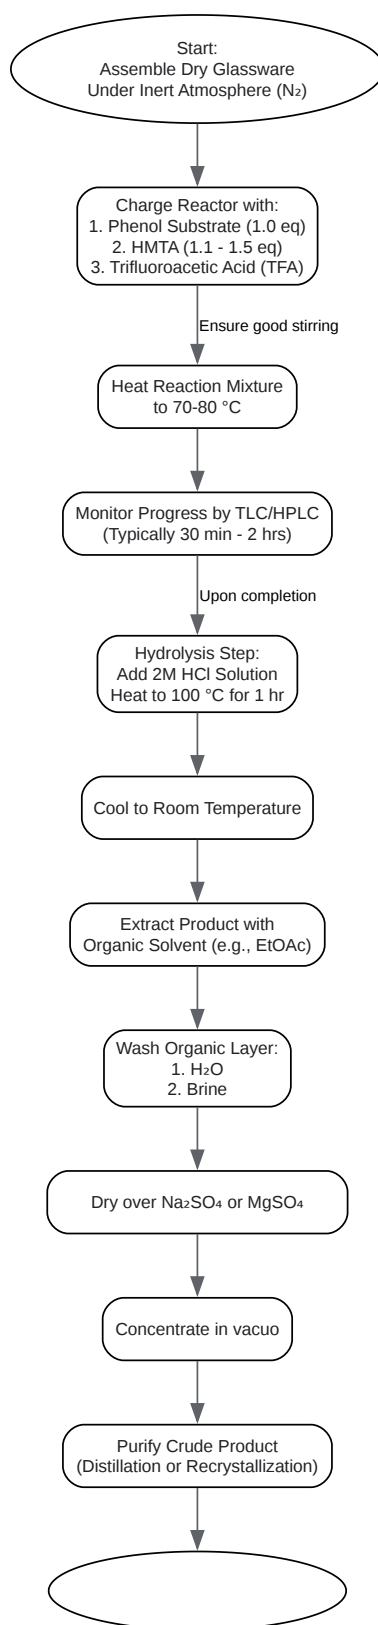 Start:
Assemble Dry Glassware
Under Inert Atmosphere (N₂)
Charge Reactor with:
1. Phenol Substrate (1.0 eq)
2. HMTA (1.1 - 1.5 eq)
3. Trifluoroacetic Acid (TFA)
Ensure good stirring
Heat Reaction Mixture
to 70-80 °C
Monitor Progress by TLC/HPLC
(Typically 30 min - 2 hrs)
Upon completion
Hydrolysis Step:
Add 2M HCl Solution
Heat to 100 °C for 1 hr
Cool to Room Temperature
Extract Product with
Organic Solvent (e.g., EtOAc)
Wash Organic Layer:
1. H₂O
2. Brine
Dry over Na₂SO₄ or MgSO₄
Concentrate in vacuo
Purify Crude Product
(Distillation or Recrystallization)